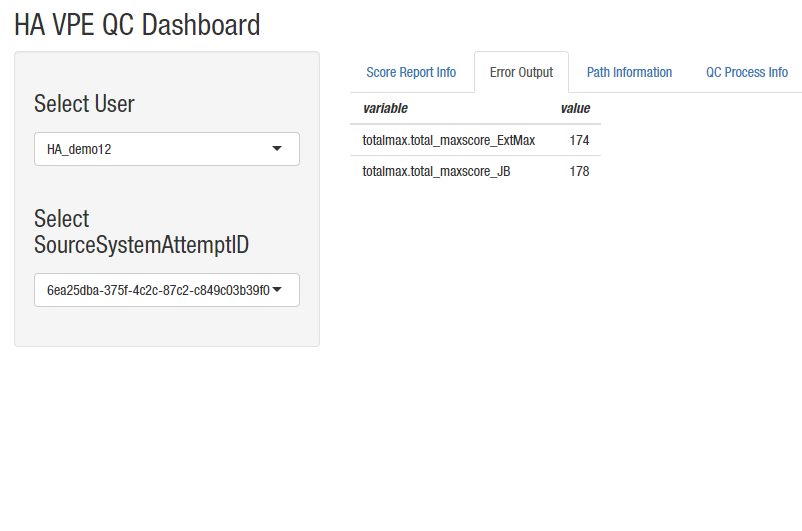 HA VPE QC Dashboard
Select User
HA_demo12
Select
SourceSystemAttemptID
6ea25dba-375f-4c2c-87c2-c849c03b39f0
Score Report Info Error Output Path Information QC Process Info
variable value
totalmax.total_maxscore_ExtMax 174
totalmax.total_maxscore_JB 178